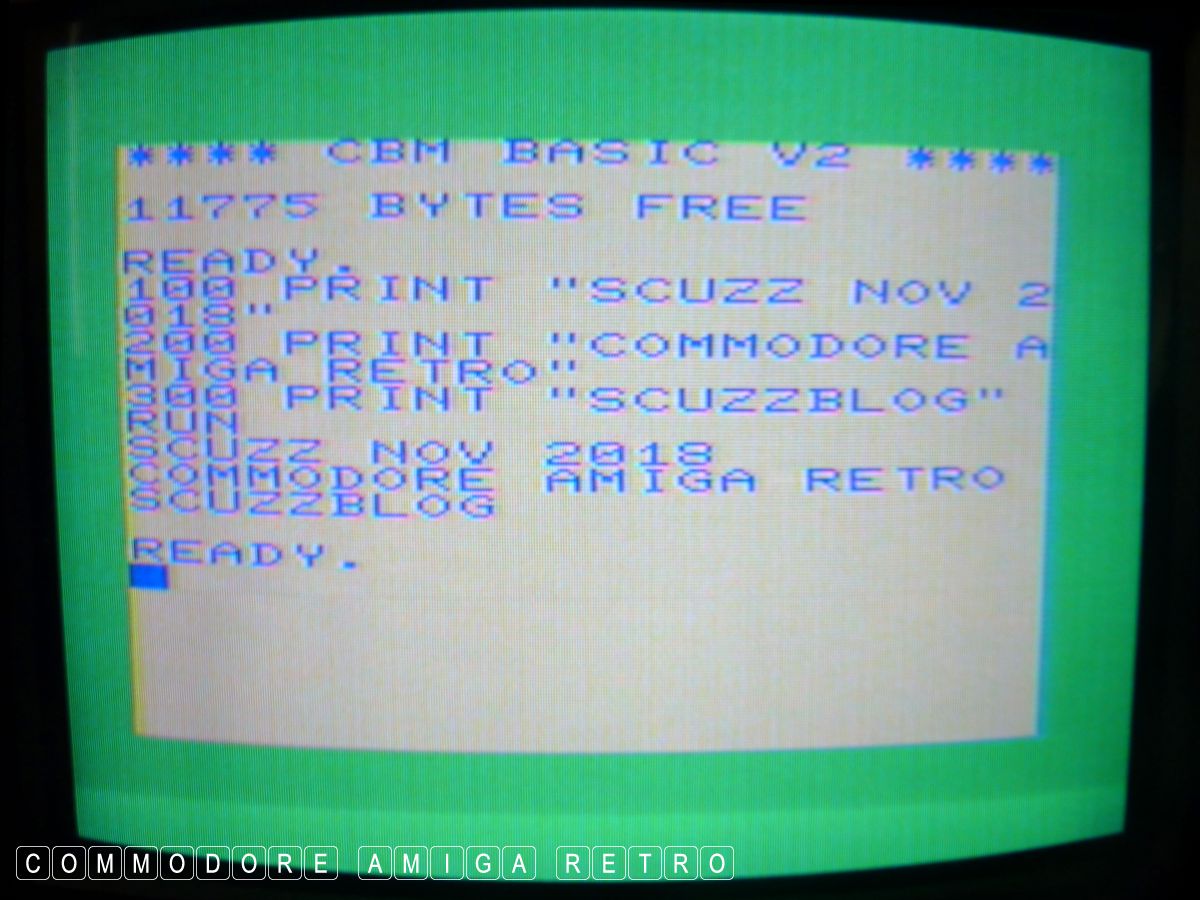 **** CBM BASIC V2 ****
11775 BYTES FREE
READY.
100 PRINT "SCUZZ NOV 2
018"
200 PRINT "COMMODORE A
MIGA RETRO"
300 PRINT "SCUZZBLOG"
RUN
SCUZZ NOV 2018
COMMODORE AMIGA RETRO
SCUZZBLOG
READY.
COMMODORE AMIGA RETRO